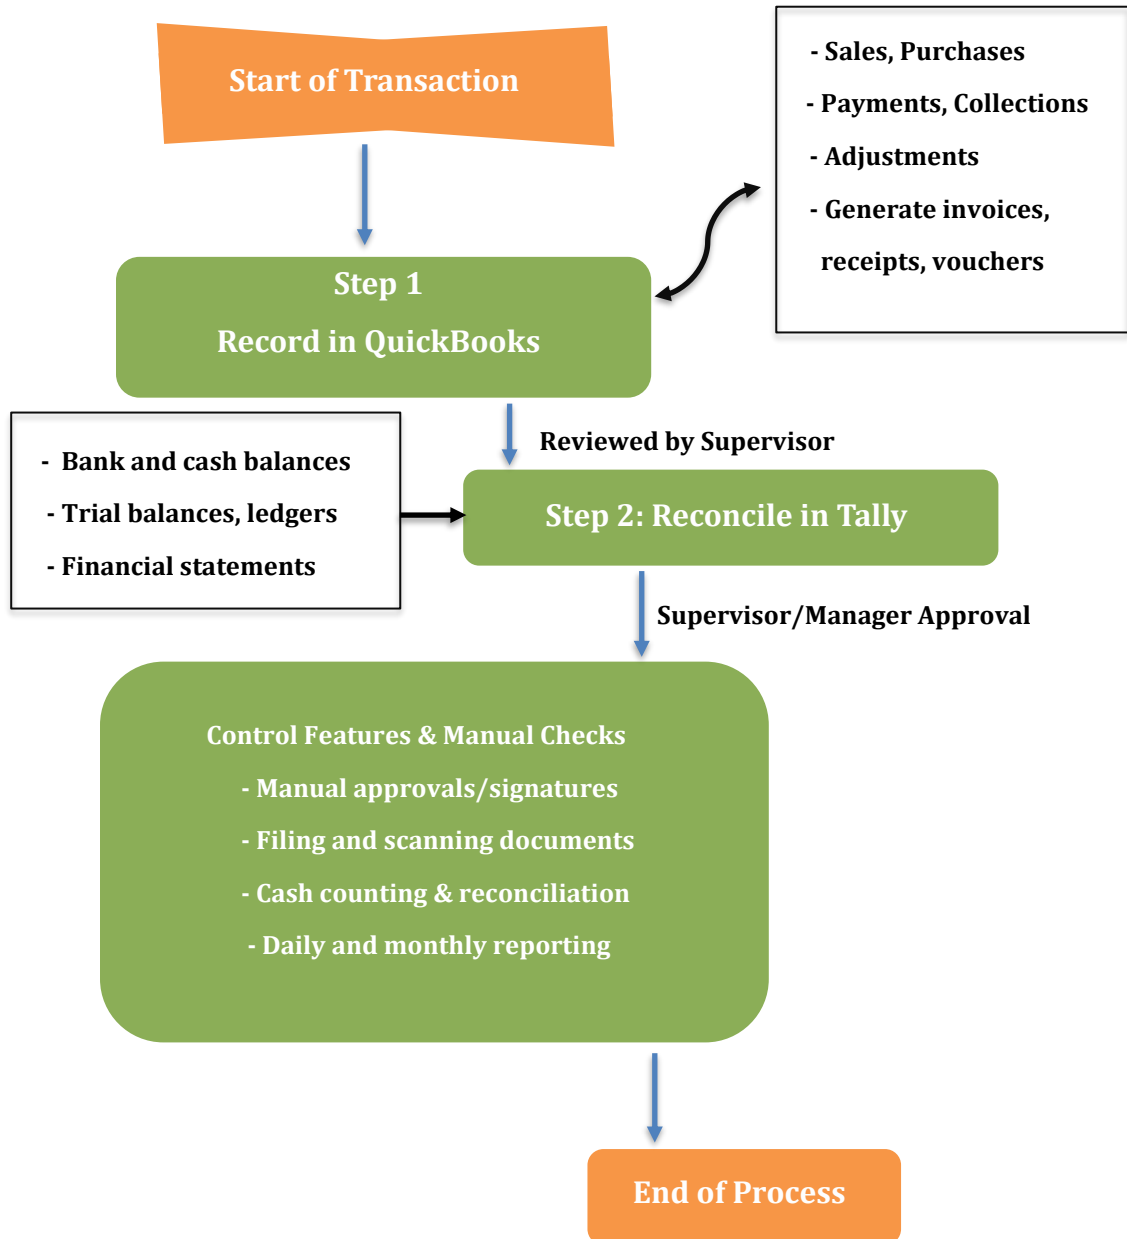 Start of Transaction
- Sales, Purchases
- Payments, Collections
- Adjustments
- Generate invoices,
receipts, vouchers
Step 1
Record in QuickBooks
Reviewed by Supervisor
- Bank and cash balances
- Trial balances, ledgers
- Financial statements
Step 2: Reconcile in Tally
Supervisor/Manager Approval
Control Features & Manual Checks
- Manual approvals/signatures
- Filing and scanning documents
- Cash counting & reconciliation
- Daily and monthly reporting
End of Process